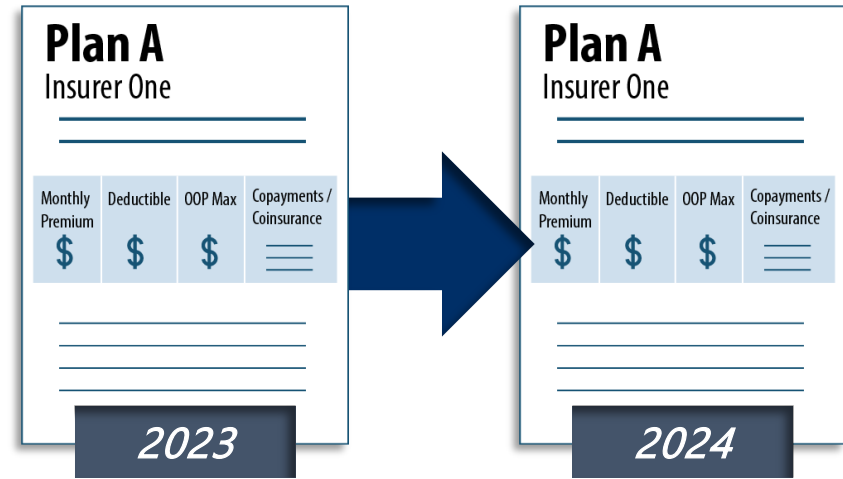 Plan A
Insurer One
Monthly
Premium
$
Deductible
$
OOP Max
$
Copayments /
Coinsurance
2023
Plan A
Insurer One
Monthly
Premium
$
Deductible
$
OOP Max
$
Copayments /
Coinsurance
2024